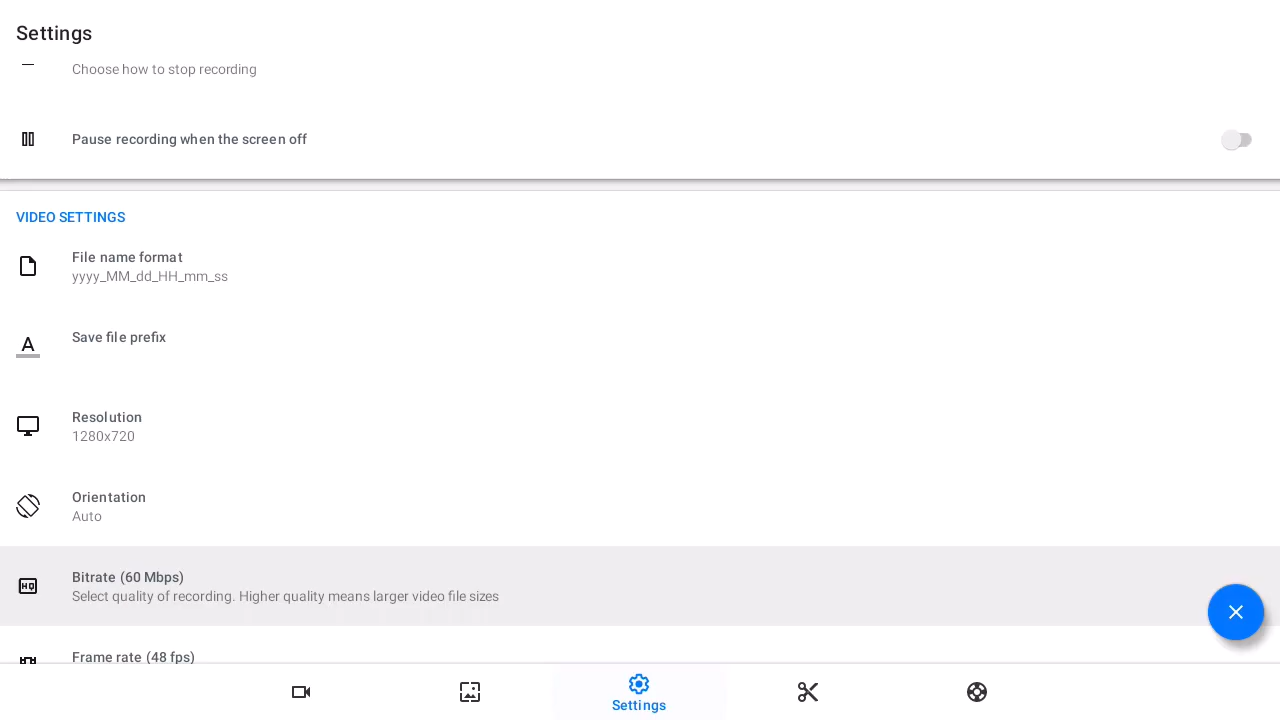 Settings
Choose how to stop recording
Pause recording when the screen off
VIDEO SETTINGS
File name format
yyyy_MM_dd_HH_mm_ss
Save file prefix
Resolution
1280x720
Orientation
Auto
Bitrate (60 Mbps)
Select quality of recording. Higher quality means larger video file sizes
Frame rate (48 fps)
Settings